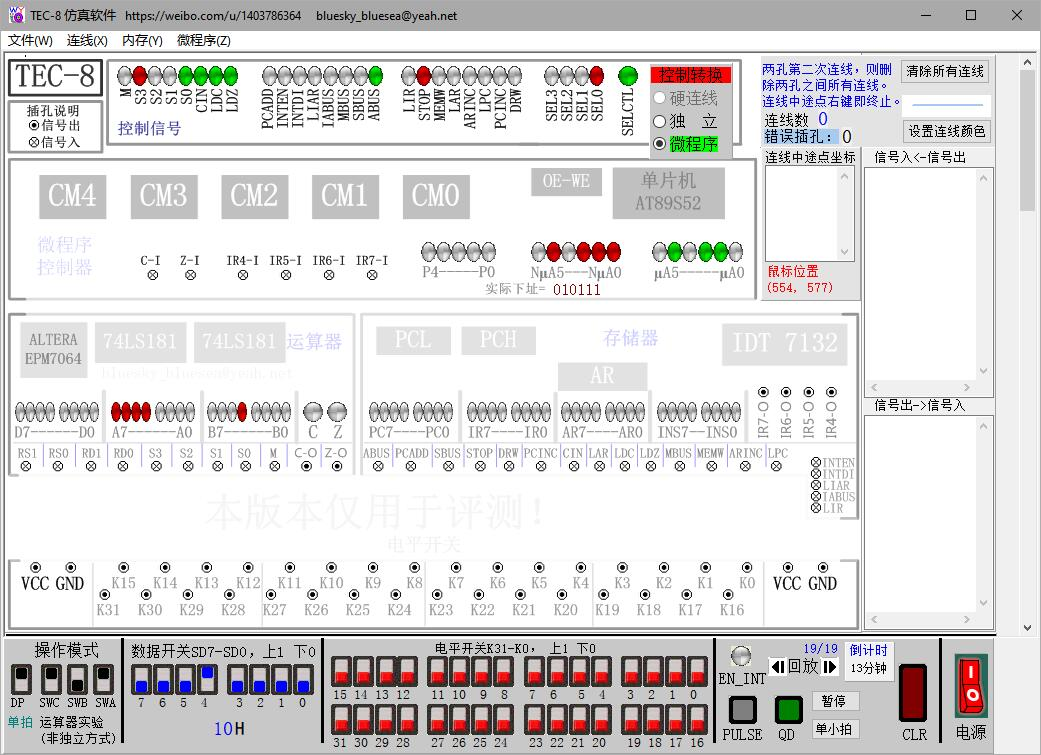 TEC-8 仿真软件 https://weibo.com/u/1403786364 bluesky_bluesea@yeah.net
文件(W) 连线(X) 内存(Y) 微程序(Z)
TEC-8
插孔说明
信号出
信号入
M S3 S2 S1 S0 CIN LDC LDZ
控制信号
PCADD INTEN INTDI LIAR IABUS MBUS SBUS ABUS
LIR STOP MEMW LAR ARINC LPC PCINC DRW
SEL3 SEL2 SEL1 SEL0
SELCTL
控制转换
硬连线
独 立
微程序
两孔第二次连线，则删
除两孔之间所有连线。
连线中途点右键即终止。
连线数 0
错误插孔： 0
清除所有连线
设置连线颜色
连线中途点坐标
信号入<-信号出
鼠标位置
(554, 577)
信号出->信号入
CM4 CM3 CM2 CM1 CM0
OE-WE
单片机
AT89S52
微程序
控制器
C-I Z-I IR4-I IR5-I IR6-I IR7-I
P4-----P0
NμA5---NμA0
μA5-----μA0
实际下址= 010111
ALTERA
EPM7064
74LS181 74LS181 运算器
bluesky_bluesea@yeah.net
PCL PCH 存储器 IDT 7132
AR
D7------D0 A7------A0 B7------B0 C Z
PC7----PC0 IR7----IR0 AR7----AR0 INS7--INS0
IR7-O IR6-O IR5-O IR4-O
RS1 RS0 RD1 RD0 S3 S2 S1 S0 M C-O Z-O
ABUS PCADD SBUS STOP DRW PCINC CIN LAR LDC LDZ MBUS MEMW ARINC LPC
INTEN
INTDI
LIAR
IABUS
LIR
本版本仅用于评测！
电平开关
VCC GND
K15 K14 K13 K12 K11 K10 K9 K8 K7 K6 K5 K4 K3 K2 K1 K0
VCC GND
K31 K30 K29 K28 K27 K26 K25 K24 K23 K22 K21 K20 K19 K18 K17 K16
操作模式
DP SWC SWB SWA
单拍 运算器实验
(非独立方式)
数据开关SD7-SD0，上1 下0
7 6 5 4 3 2 1 0
10H
电平开关K31-K0， 上1 下0
15 14 13 12 11 10 9 8 7 6 5 4 3 2 1 0
31 30 29 28 27 26 25 24 23 22 21 20 19 18 17 16
EN_INT
19/19
回放
倒计时
13分钟
暂停
单小拍
PULSE QD CLR
电源